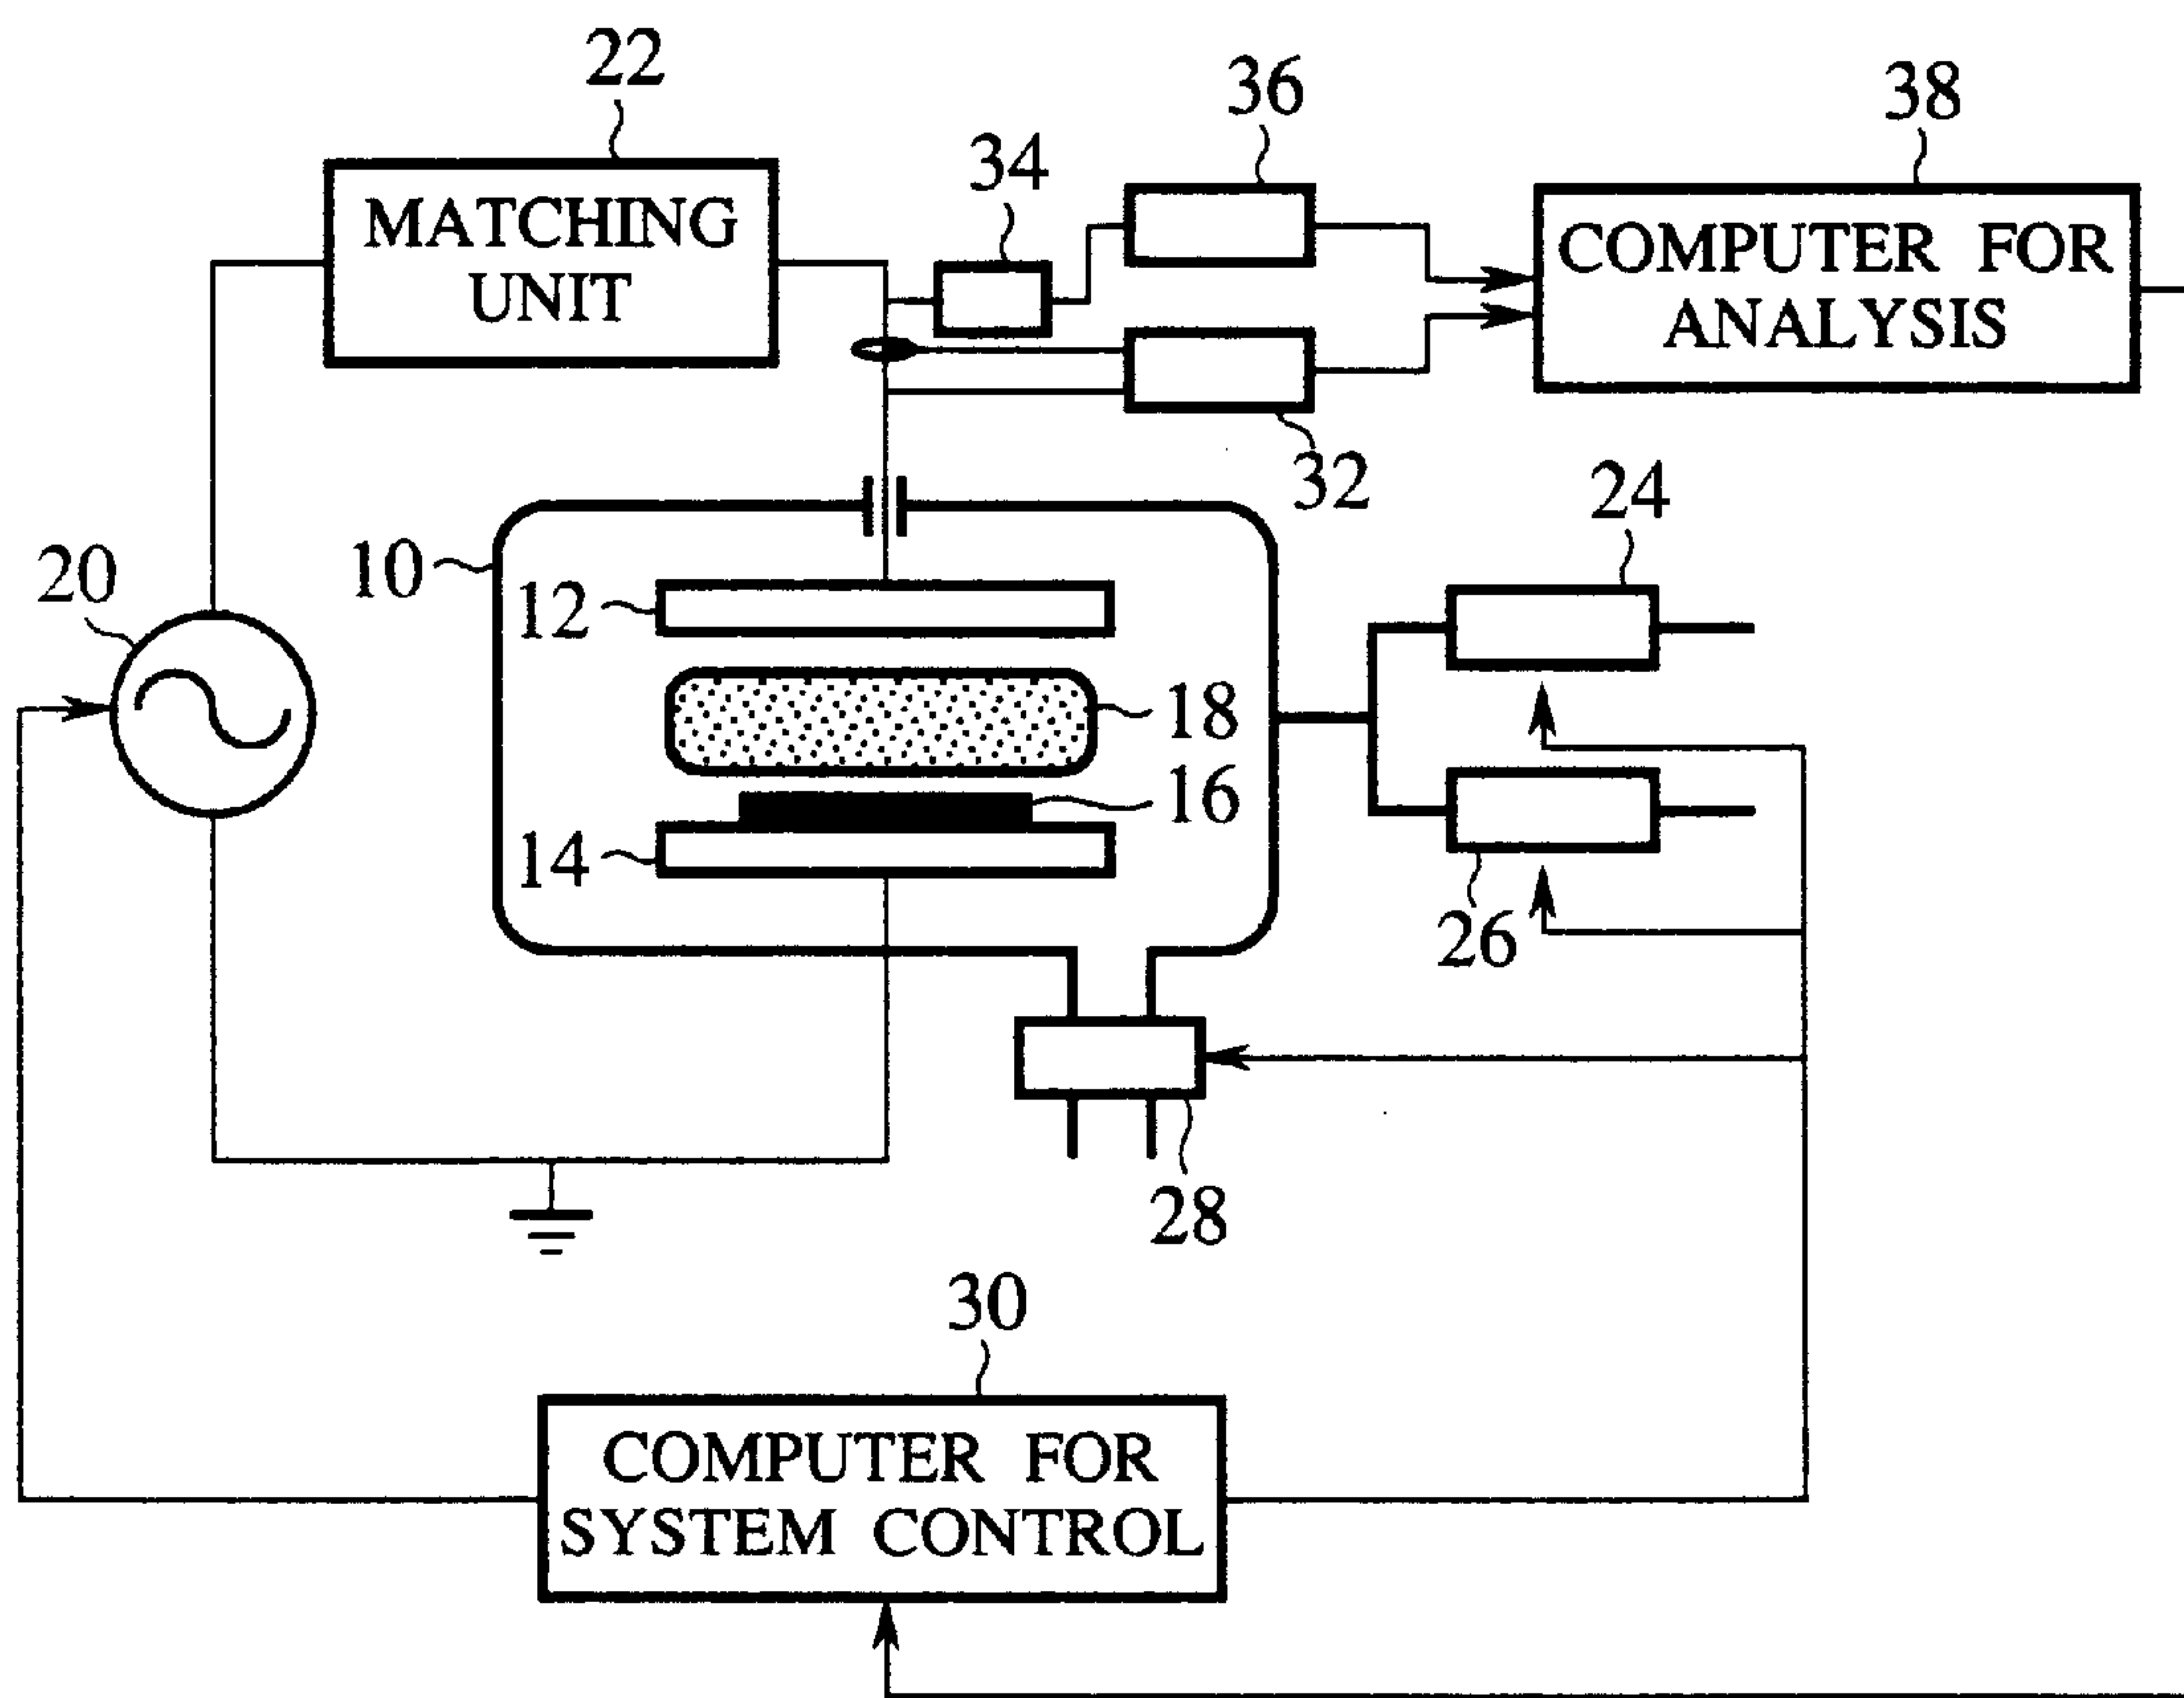 22
36
38
34
MATCHING
UNIT
COMPUTER FOR
ANALYSIS
32
24
20
10
12
18
16
14
26
28
30
COMPUTER FOR
SYSTEM CONTROL